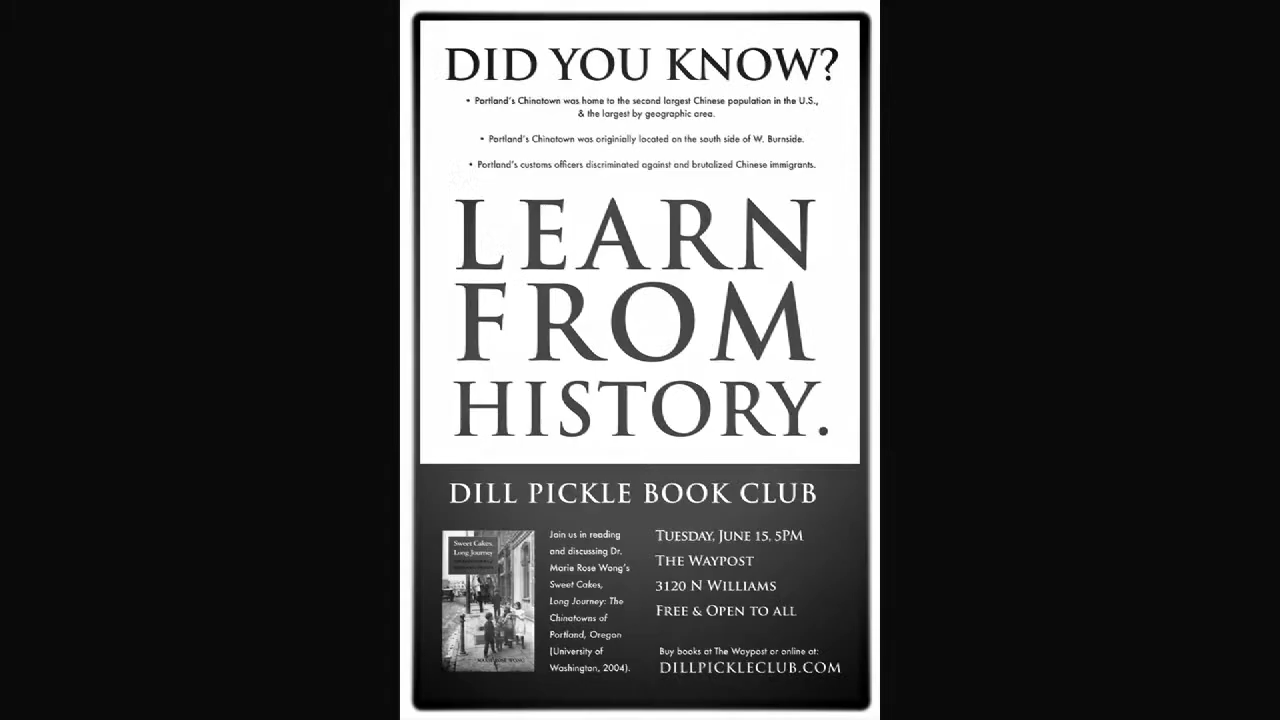 DID YOU KNOW?
• Portland's Chinatown was home to the second largest Chinese population in the U.S.,
& the largest by geographic area.
• Portland's Chinatown was originially located on the south side of W. Burnside.
• Portland's customs officers discriminated against and brutalized Chinese immigrants.
LEARN
FROM
HISTORY.
DILL PICKLE BOOK CLUB
Sweet Cakes,
Long Journey
MARIE ROSE WONG
Join us in reading
and discussing Dr.
Marie Rose Wong's
Sweet Cakes,
Long Journey: The
Chinatowns of
Portland, Oregon
(University of
Washington, 2004).
TUESDAY, JUNE 15, 5PM
THE WAYPOST
3120 N WILLIAMS
FREE & OPEN TO ALL
Buy books at The Waypost or online at:
DILLPICKLECLUB.COM